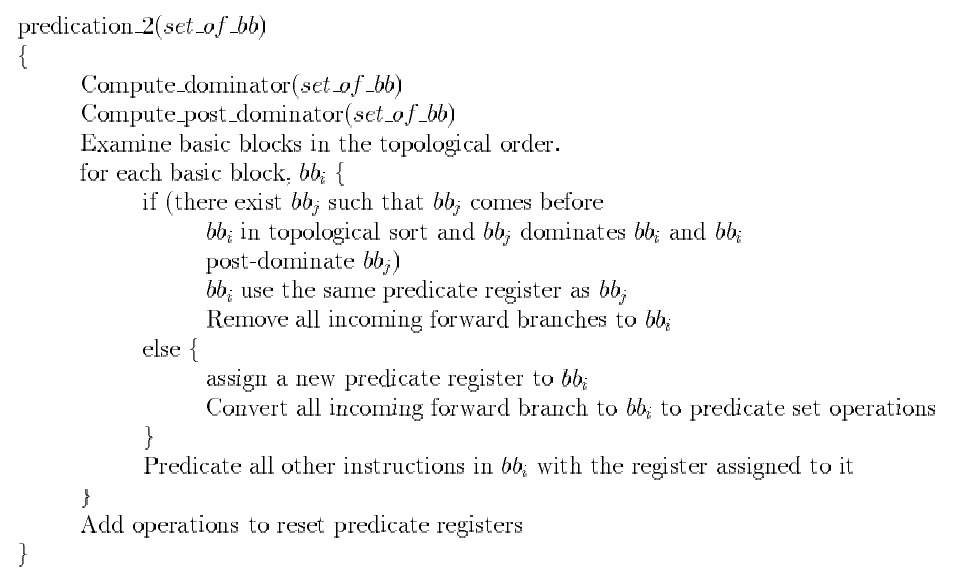 predication_2(set_of_bb)
{
Compute_dominator(set_of_bb)
Compute_post_dominator(set_of_bb)
Examine basic blocks in the topological order.
for each basic block, bb_i {
if (there exist bb_j such that bb_j comes before
bb_i in topological sort and bb_j dominates bb_i and bb_i
post-dominate bb_j)
bb_i use the same predicate register as bb_j
Remove all incoming forward branches to bb_i
else {
assign a new predicate register to bb_i
Convert all incoming forward branch to bb_i to predicate set operations
}
Predicate all other instructions in bb_i with the register assigned to it
}
Add operations to reset predicate registers
}